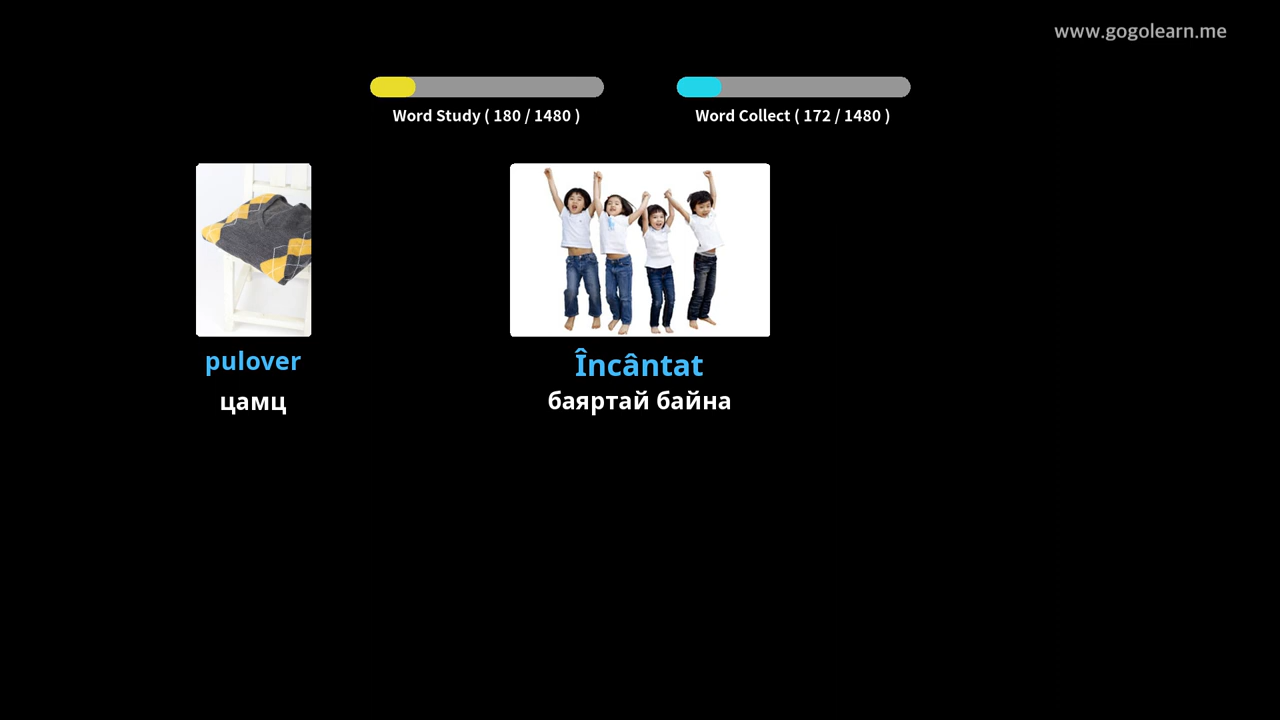 www.gogolearn.me
Word Study ( 180 / 1480 )
Word Collect ( 172 / 1480 )
pulover
цамц
Încântat
баяртай байна